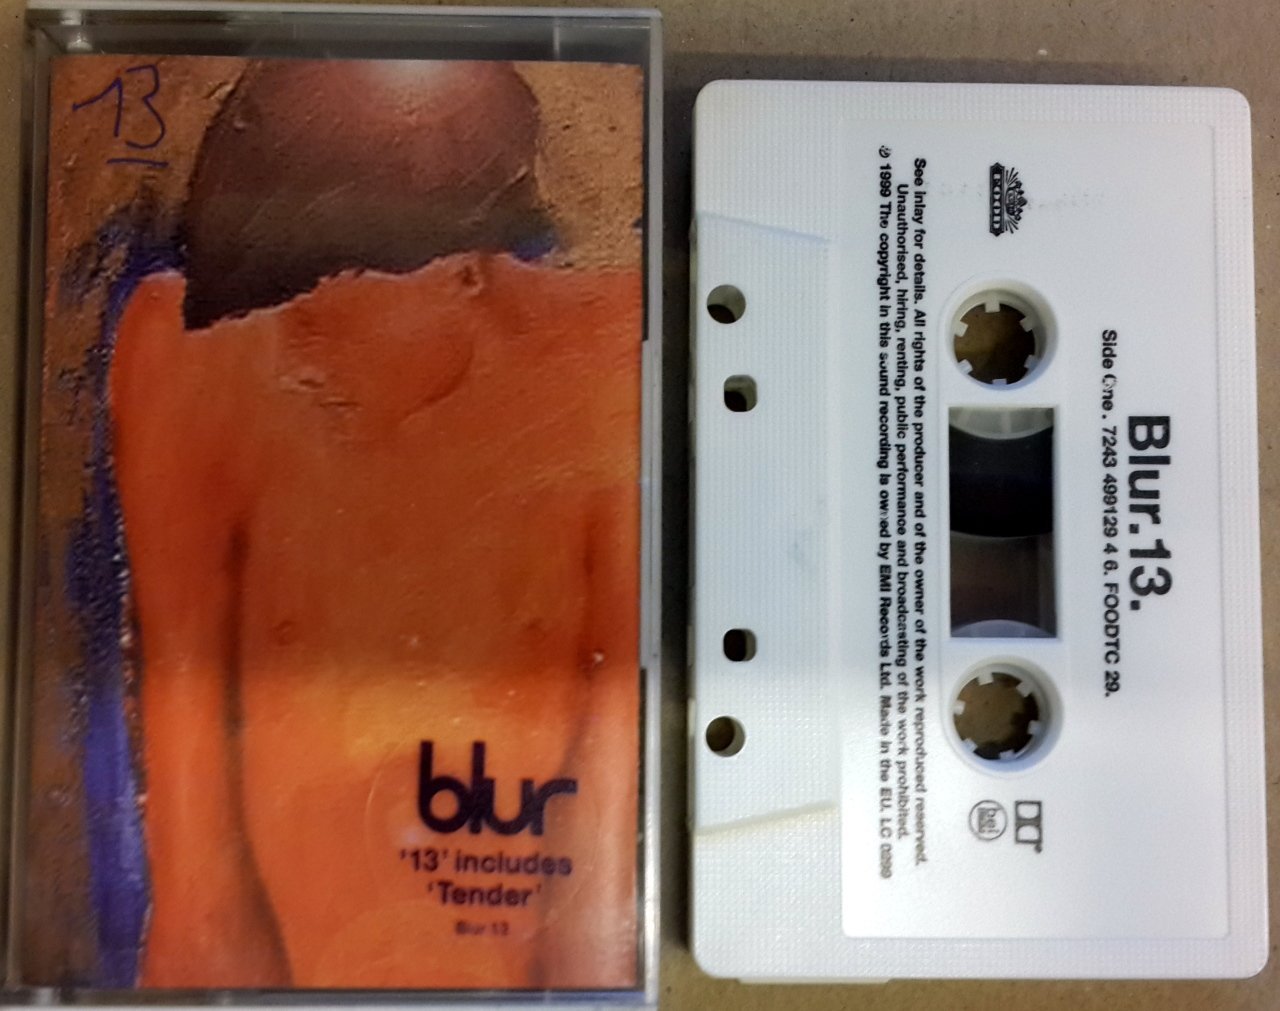 13
blur
'13' includes
'Tender'
Blur 13
FOOD
Blur.13.
Side One. 7243 499129 4 6. FOODTC 29.
bel
See inlay for details. All rights of the producer and of the owner of the work reproduced reserved.
Unauthorised, hiring, renting, public performance and broadcasting of the work prohibited.
℗ 1999 The copyright in this sound recording is owned by EMI Records Ltd. Made in the EU. LC 0299